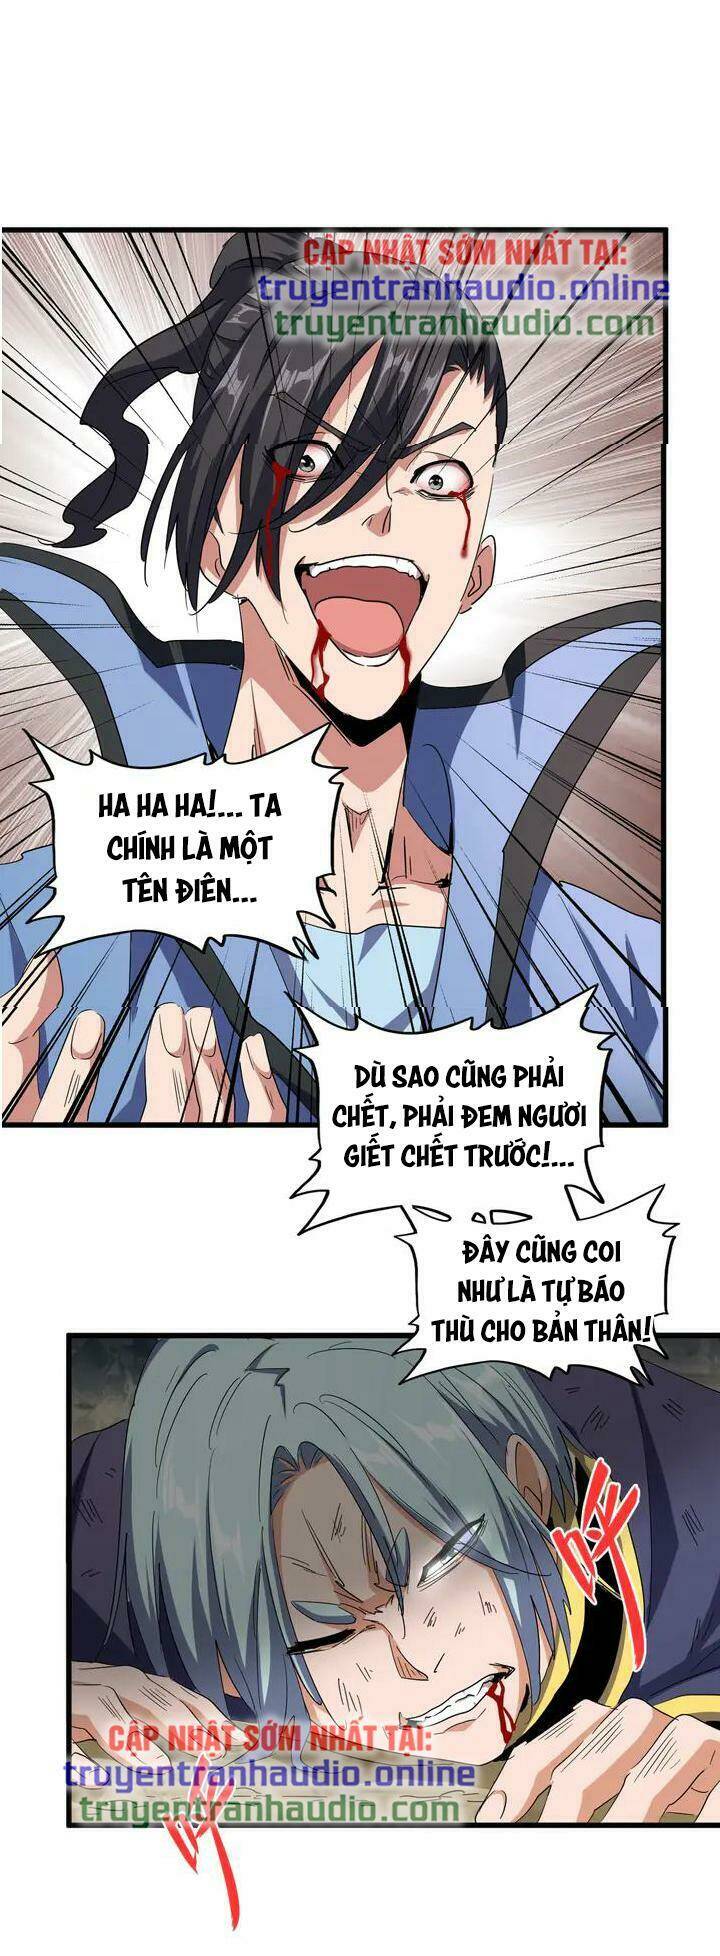 CẬP NHẬT SỚM NHẤT TẠI:
truyentranhaudio.online
truyentranhaudio.com
HA HA HA!... TA
CHÍNH LÀ MỘT
TÊN ĐIÊN...
DÙ SAO CŨNG PHẢI
CHẾT, PHẢI ĐEM NGƯƠI
GIẾT CHẾT TRƯỚC!...
ĐÂY CŨNG COI
NHƯ LÀ TỰ BÁO
THÙ CHO BẢN THÂN!
呼
CẬP NHẬT SỚM NHẤT TẠI:
truyentranhaudio.online
truyentranhaudio.com
呼